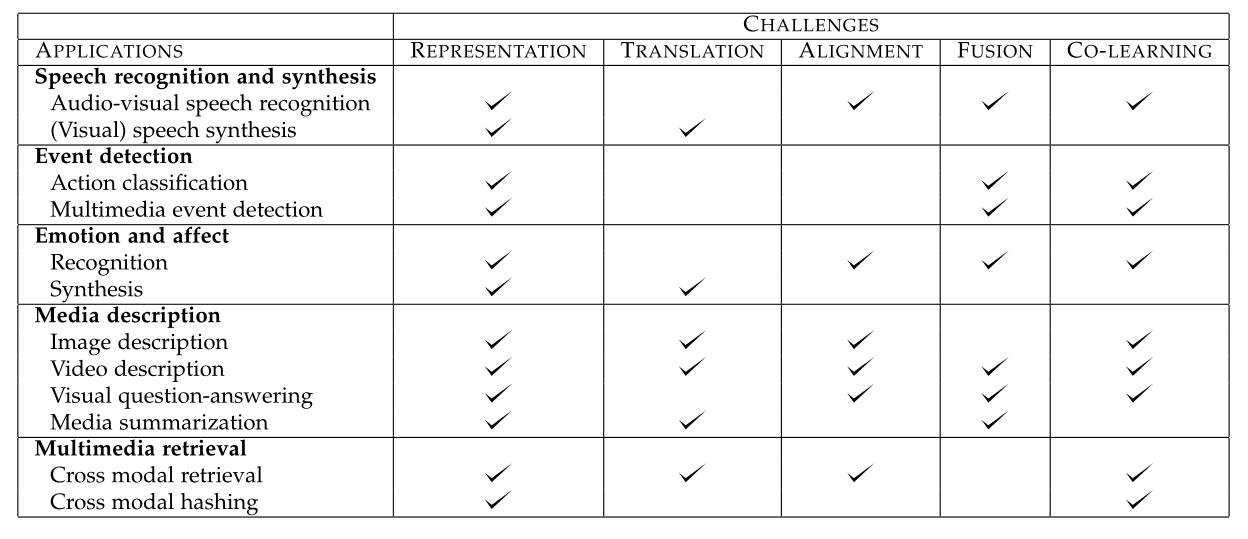 CHALLENGES
APPLICATIONS REPRESENTATION TRANSLATION ALIGNMENT FUSION CO-LEARNING
Speech recognition and synthesis
Audio-visual speech recognition ✓ ✓ ✓ ✓
(Visual) speech synthesis ✓ ✓
Event detection
Action classification ✓ ✓ ✓
Multimedia event detection ✓ ✓ ✓
Emotion and affect
Recognition ✓ ✓ ✓ ✓
Synthesis ✓ ✓
Media description
Image description ✓ ✓ ✓ ✓
Video description ✓ ✓ ✓ ✓ ✓
Visual question-answering ✓ ✓ ✓ ✓
Media summarization ✓ ✓ ✓
Multimedia retrieval
Cross modal retrieval ✓ ✓ ✓ ✓
Cross modal hashing ✓ ✓